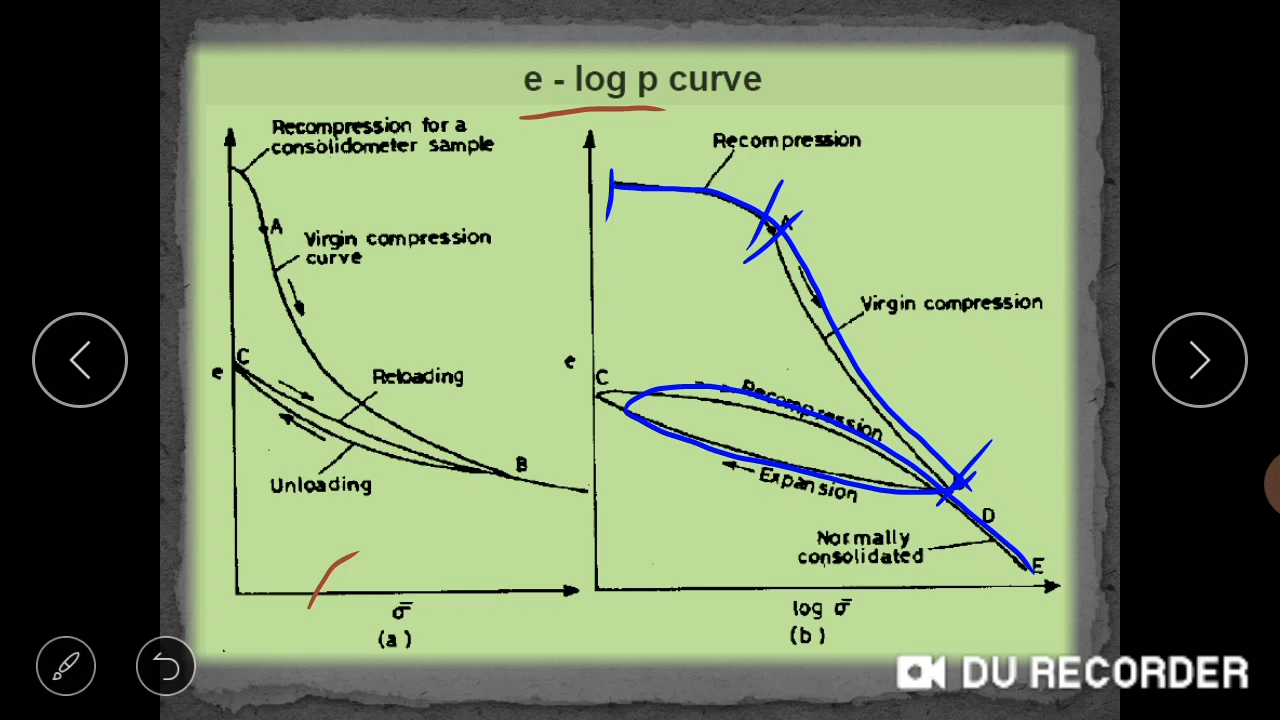 e - log p curve
Recompression for a
consolidometer sample
A
Virgin compression
curve
C
e
Reloading
B
Unloading
σ̄
(a)
Recompression
A
Virgin compression
e
C
Recompression
Expansion
D
Normally
consolidated
E
log σ̄
(b)
DU RECORDER